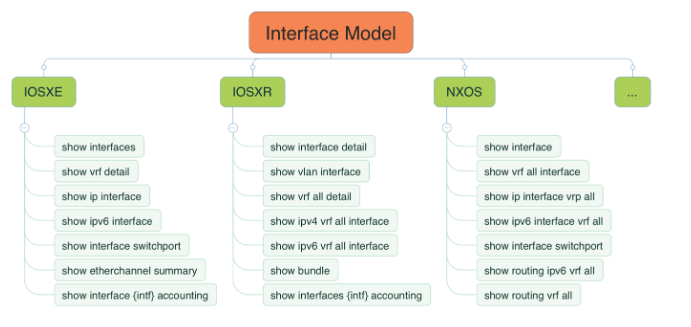 Interface Model
IOSXE
IOSXR
NXOS
...
show interfaces
show vrf detail
show ip interface
show ipv6 interface
show interface switchport
show etherchannel summary
show interface {intf} accounting
show interface detail
show vlan interface
show vrf all detail
show ipv4 vrf all interface
show ipv6 vrf all interface
show bundle
show interfaces {intf} accounting
show interface
show vrf all interface
show ip interface vrp all
show ipv6 interface vrf all
show interface switchport
show routing ipv6 vrf all
show routing vrf all